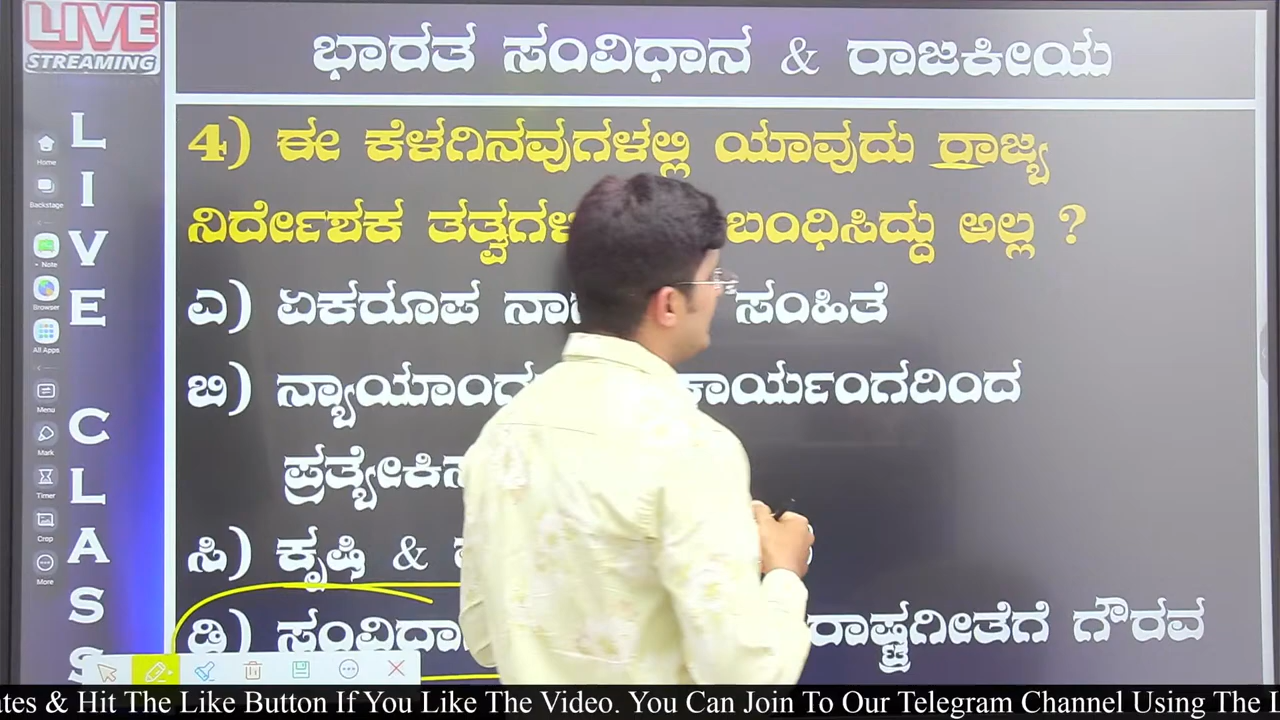 LIVE
STREAMING
ಭಾರತ ಸಂವಿಧಾನ & ರಾಜಕೀಯ
LIVE CLASS
Home
Backstage
Note
Browser
All Apps
Menu
Mark
Timer
Crop
More
4) ಈ ಕೆಳಗಿನವುಗಳಲ್ಲಿ ಯಾವುದು ರಾಜ್ಯ
ನಿರ್ದೇಶಕ ತತ್ವಗಳ ಬಂಧಿಸಿದ್ದು ಅಲ್ಲ ?
ಎ) ಏಕರೂಪ ಸಂಹಿತೆ
ಬಿ) ಕಾರ್ಯಂಗದಿಂದ
ಸಿ) ಕೃಷಿ &
ಡಿ) ರಾಷ್ಟ್ರಗೀತೆಗೆ ಗೌರವ
& Hit The Like Button If You Like The Video. You Can Join To Our Telegram Channel Using The